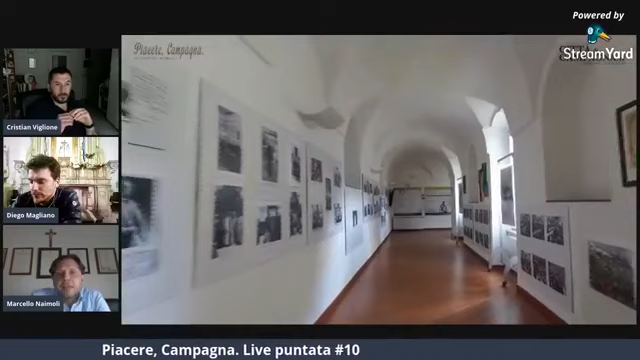 Powered by
StreamYard
Piacere, Campagna.
Cristian Viglione
Diego Magliano
Marcello Naimoli
Piacere, Campagna. Live puntata #10